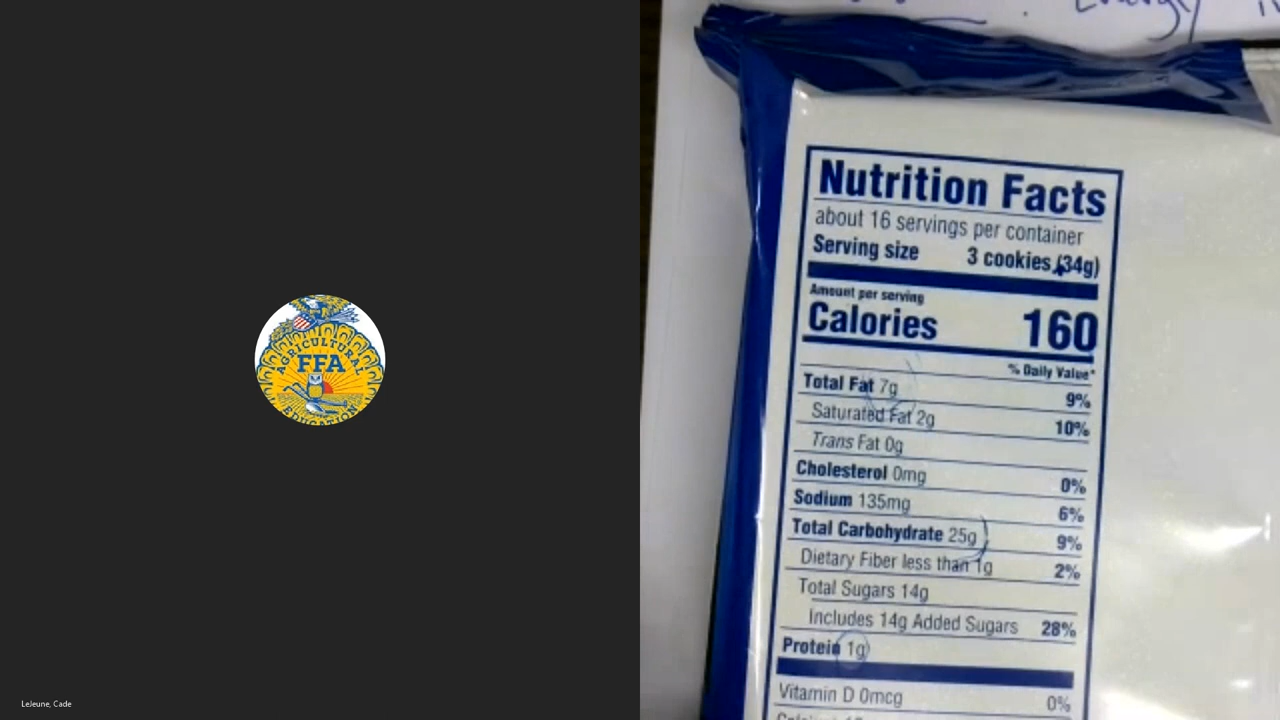 Energy
Nutrition Facts
about 16 servings per container
Serving size 3 cookies (34g)
Amount per serving
Calories 160
% Daily Value*
Total Fat 7g 9%
Saturated Fat 2g 10%
Trans Fat 0g
Cholesterol 0mg 0%
Sodium 135mg 6%
Total Carbohydrate 25g 9%
Dietary Fiber less than 1g 2%
Total Sugars 14g
Includes 14g Added Sugars 28%
Protein 1g
Vitamin D 0mcg 0%
AGRICULTURAL
FFA
EDUCATION
LeJeune, Cade